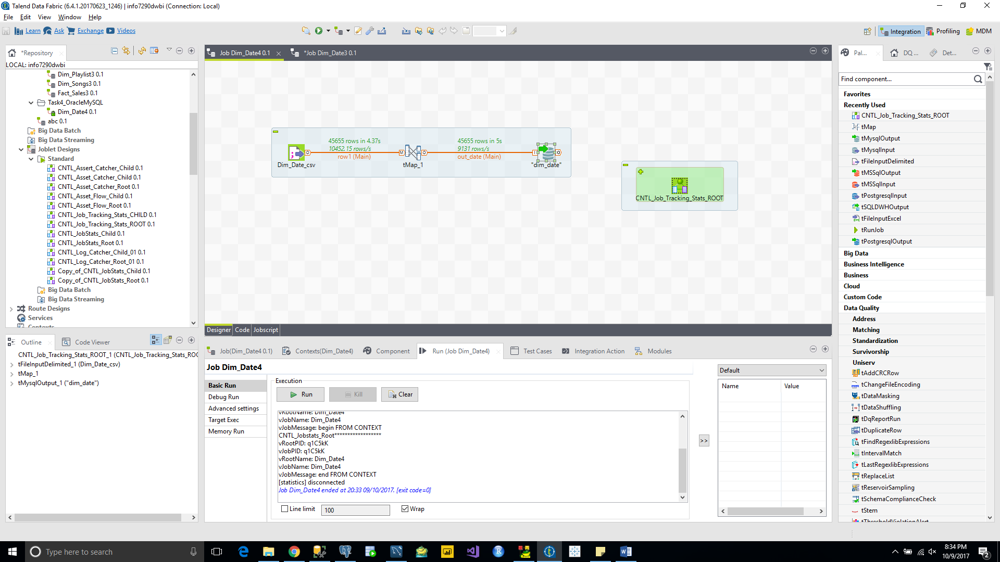 Talend Data Fabric (6.4.1.20170623_1246) | info7290dwbi (Connection: Local)
File Edit View Window Help
Learn Ask Exchange Videos
Integration Profiling MDM
*Repository
LOCAL: info7290dwbi
Dim_Playlist3 0.1
Dim_Songs3 0.1
Fact_Sales3 0.1
Task4_OracleMySQL
Dim_Date4 0.1
abc 0.1
Big Data Batch
Big Data Streaming
Joblet Designs
Standard
CNTL_Assert_Catcher_Child 0.1
CNTL_Asset_Catcher_Child 0.1
CNTL_Asset_Catcher_Root 0.1
CNTL_Asset_Flow_Child 0.1
CNTL_Asset_Flow_Root 0.1
CNTL_Job_Tracking_Stats_CHILD 0.1
CNTL_Job_Tracking_Stats_ROOT 0.1
CNTL_JobStats_Child 0.1
CNTL_JobStats_Root 0.1
CNTL_Log_Catcher_Child_01 0.1
CNTL_Log_Catcher_Root_01 0.1
Copy_of_CNTL_JobStats_Child 0.1
Copy_of_CNTL_JobStats_Root 0.1
Big Data Batch
Big Data Streaming
Route Designs
Services
Contexts
Outline Code Viewer
CNTL_Job_Tracking_Stats_ROOT_1 (CNTL_Job_Tracking_Stats_ROO
tFileInputDelimited_1 (Dim_Date_csv)
tMap_1
tMysqlOutput_1 ("dim_date")
Job Dim_Date4 0.1 *Job Dim_Date3 0.1
45655 rows in 4.37s
10452.15 rows/s
row1 (Main)
45655 rows in 5s
9131 rows/s
out_date (Main)
Dim_Date_csv
tMap_1
"dim_date"
CNTL_Job_Tracking_Stats_ROOT
Designer Code Jobscript
Job(Dim_Date4 0.1) Contexts(Dim_Date4) Component Run (Job Dim_Date4) Test Cases Integration Action Modules
Job Dim_Date4
Basic Run
Debug Run
Advanced settings
Target Exec
Memory Run
Execution
Run Kill Clear
vRootName: Dim_Date4
vJobName: Dim_Date4
vJobMessage: begin FROM CONTEXT
CNTL_Jobstats_Root******************
vRootPID: q1C5kK
vJobPID: q1C5kK
vRootName: Dim_Date4
vJobName: Dim_Date4
vJobMessage: end FROM CONTEXT
[statistics] disconnected
Job Dim_Date4 ended at 20:33 09/10/2017. [exit code=0]
Line limit 100 Wrap
>>
Default
Name Value
Pal... DQ ... Det...
Find component...
Favorites
Recently Used
CNTL_Job_Tracking_Stats_ROOT
tMap
tMysqlOutput
tMysqlInput
tFileInputDelimited
tMSSqlOutput
tMSSqlInput
tPostgresqlInput
tSQLDWHOutput
tFileInputExcel
tRunJob
tPostgresqlOutput
Big Data
Business Intelligence
Business
Cloud
Custom Code
Data Quality
Address
Matching
Standardization
Survivorship
Uniserv
tAddCRCRow
tChangeFileEncoding
tDataMasking
tDataShuffling
tDqReportRun
tDuplicateRow
tFindRegexlibExpressions
tIntervalMatch
tLastRegexlibExpressions
tReplaceList
tReservoirSampling
tSchemaComplianceCheck
tStem
tThresholdViolationAlert
Type here to search
8:34 PM
10/9/2017
2